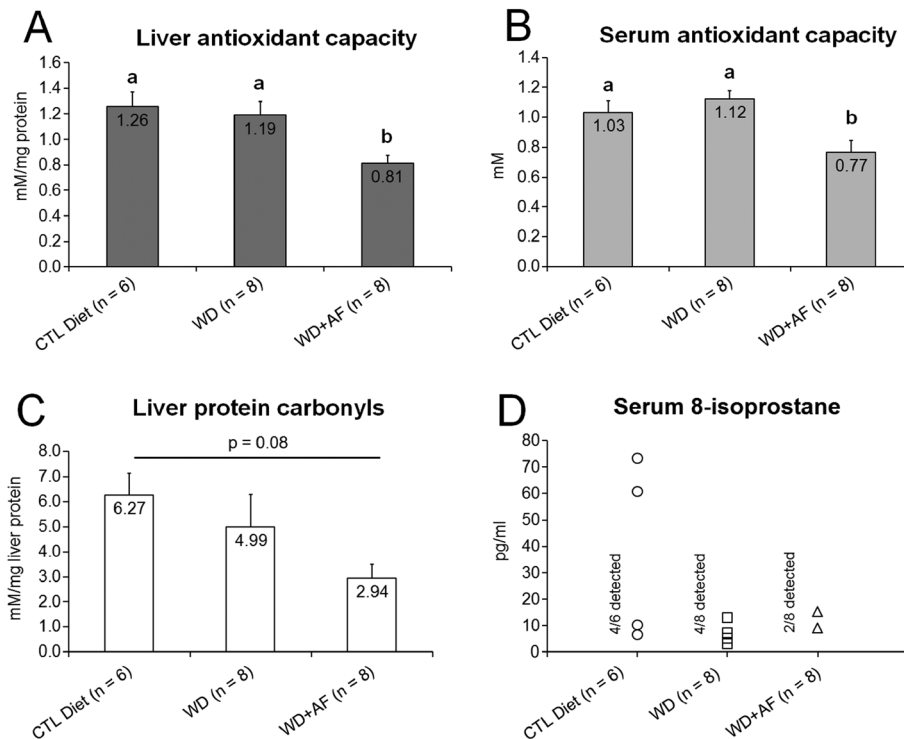 A
Liver antioxidant capacity
mM/mg protein
1.6
1.4
1.2
1.0
0.8
0.6
0.4
0.2
0.0
a
a
b
1.26
1.19
0.81
CTL Diet (n = 6)
WD (n = 8)
WD+AF (n = 8)
B
Serum antioxidant capacity
mM
1.4
1.2
1.0
0.8
0.6
0.4
0.2
0.0
a
a
b
1.03
1.12
0.77
CTL Diet (n = 6)
WD (n = 8)
WD+AF (n = 8)
C
Liver protein carbonyls
p = 0.08
mM/mg liver protein
8.0
7.0
6.0
5.0
4.0
3.0
2.0
1.0
0.0
6.27
4.99
2.94
CTL Diet (n = 6)
WD (n = 8)
WD+AF (n = 8)
D
Serum 8-isoprostane
pg/ml
80
70
60
50
40
30
20
10
0
4/6 detected
4/8 detected
2/8 detected
CTL Diet (n = 6)
WD (n = 8)
WD+AF (n = 8)